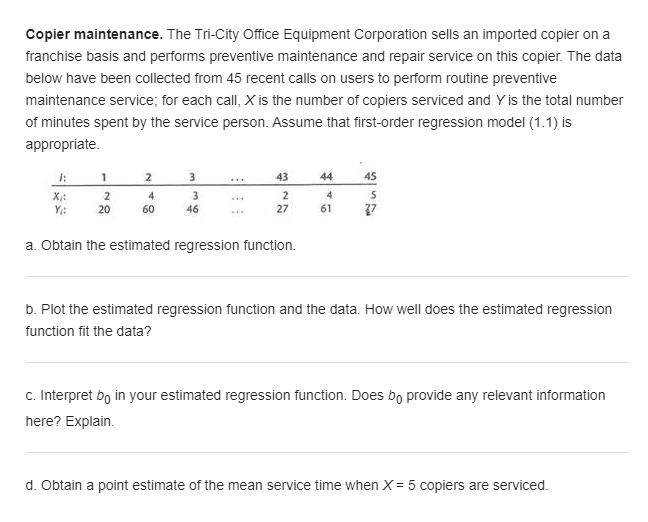 Copier maintenance. The Tri-City Office Equipment Corporation sells an imported copier on a
franchise basis and performs preventive maintenance and repair service on this copier. The data
below have been collected from 45 recent calls on users to perform routine preventive
maintenance service; for each call, X is the number of copiers serviced and Y is the total number
of minutes spent by the service person. Assume that first-order regression model (1.1) is
appropriate.
i: 1 2 3 ... 43 44 45
Xi: 2 4 3 ... 2 4 5
Yi: 20 60 46 ... 27 61 77
a. Obtain the estimated regression function.
b. Plot the estimated regression function and the data. How well does the estimated regression
function fit the data?
c. Interpret b0 in your estimated regression function. Does b0 provide any relevant information
here? Explain.
d. Obtain a point estimate of the mean service time when X = 5 copiers are serviced.